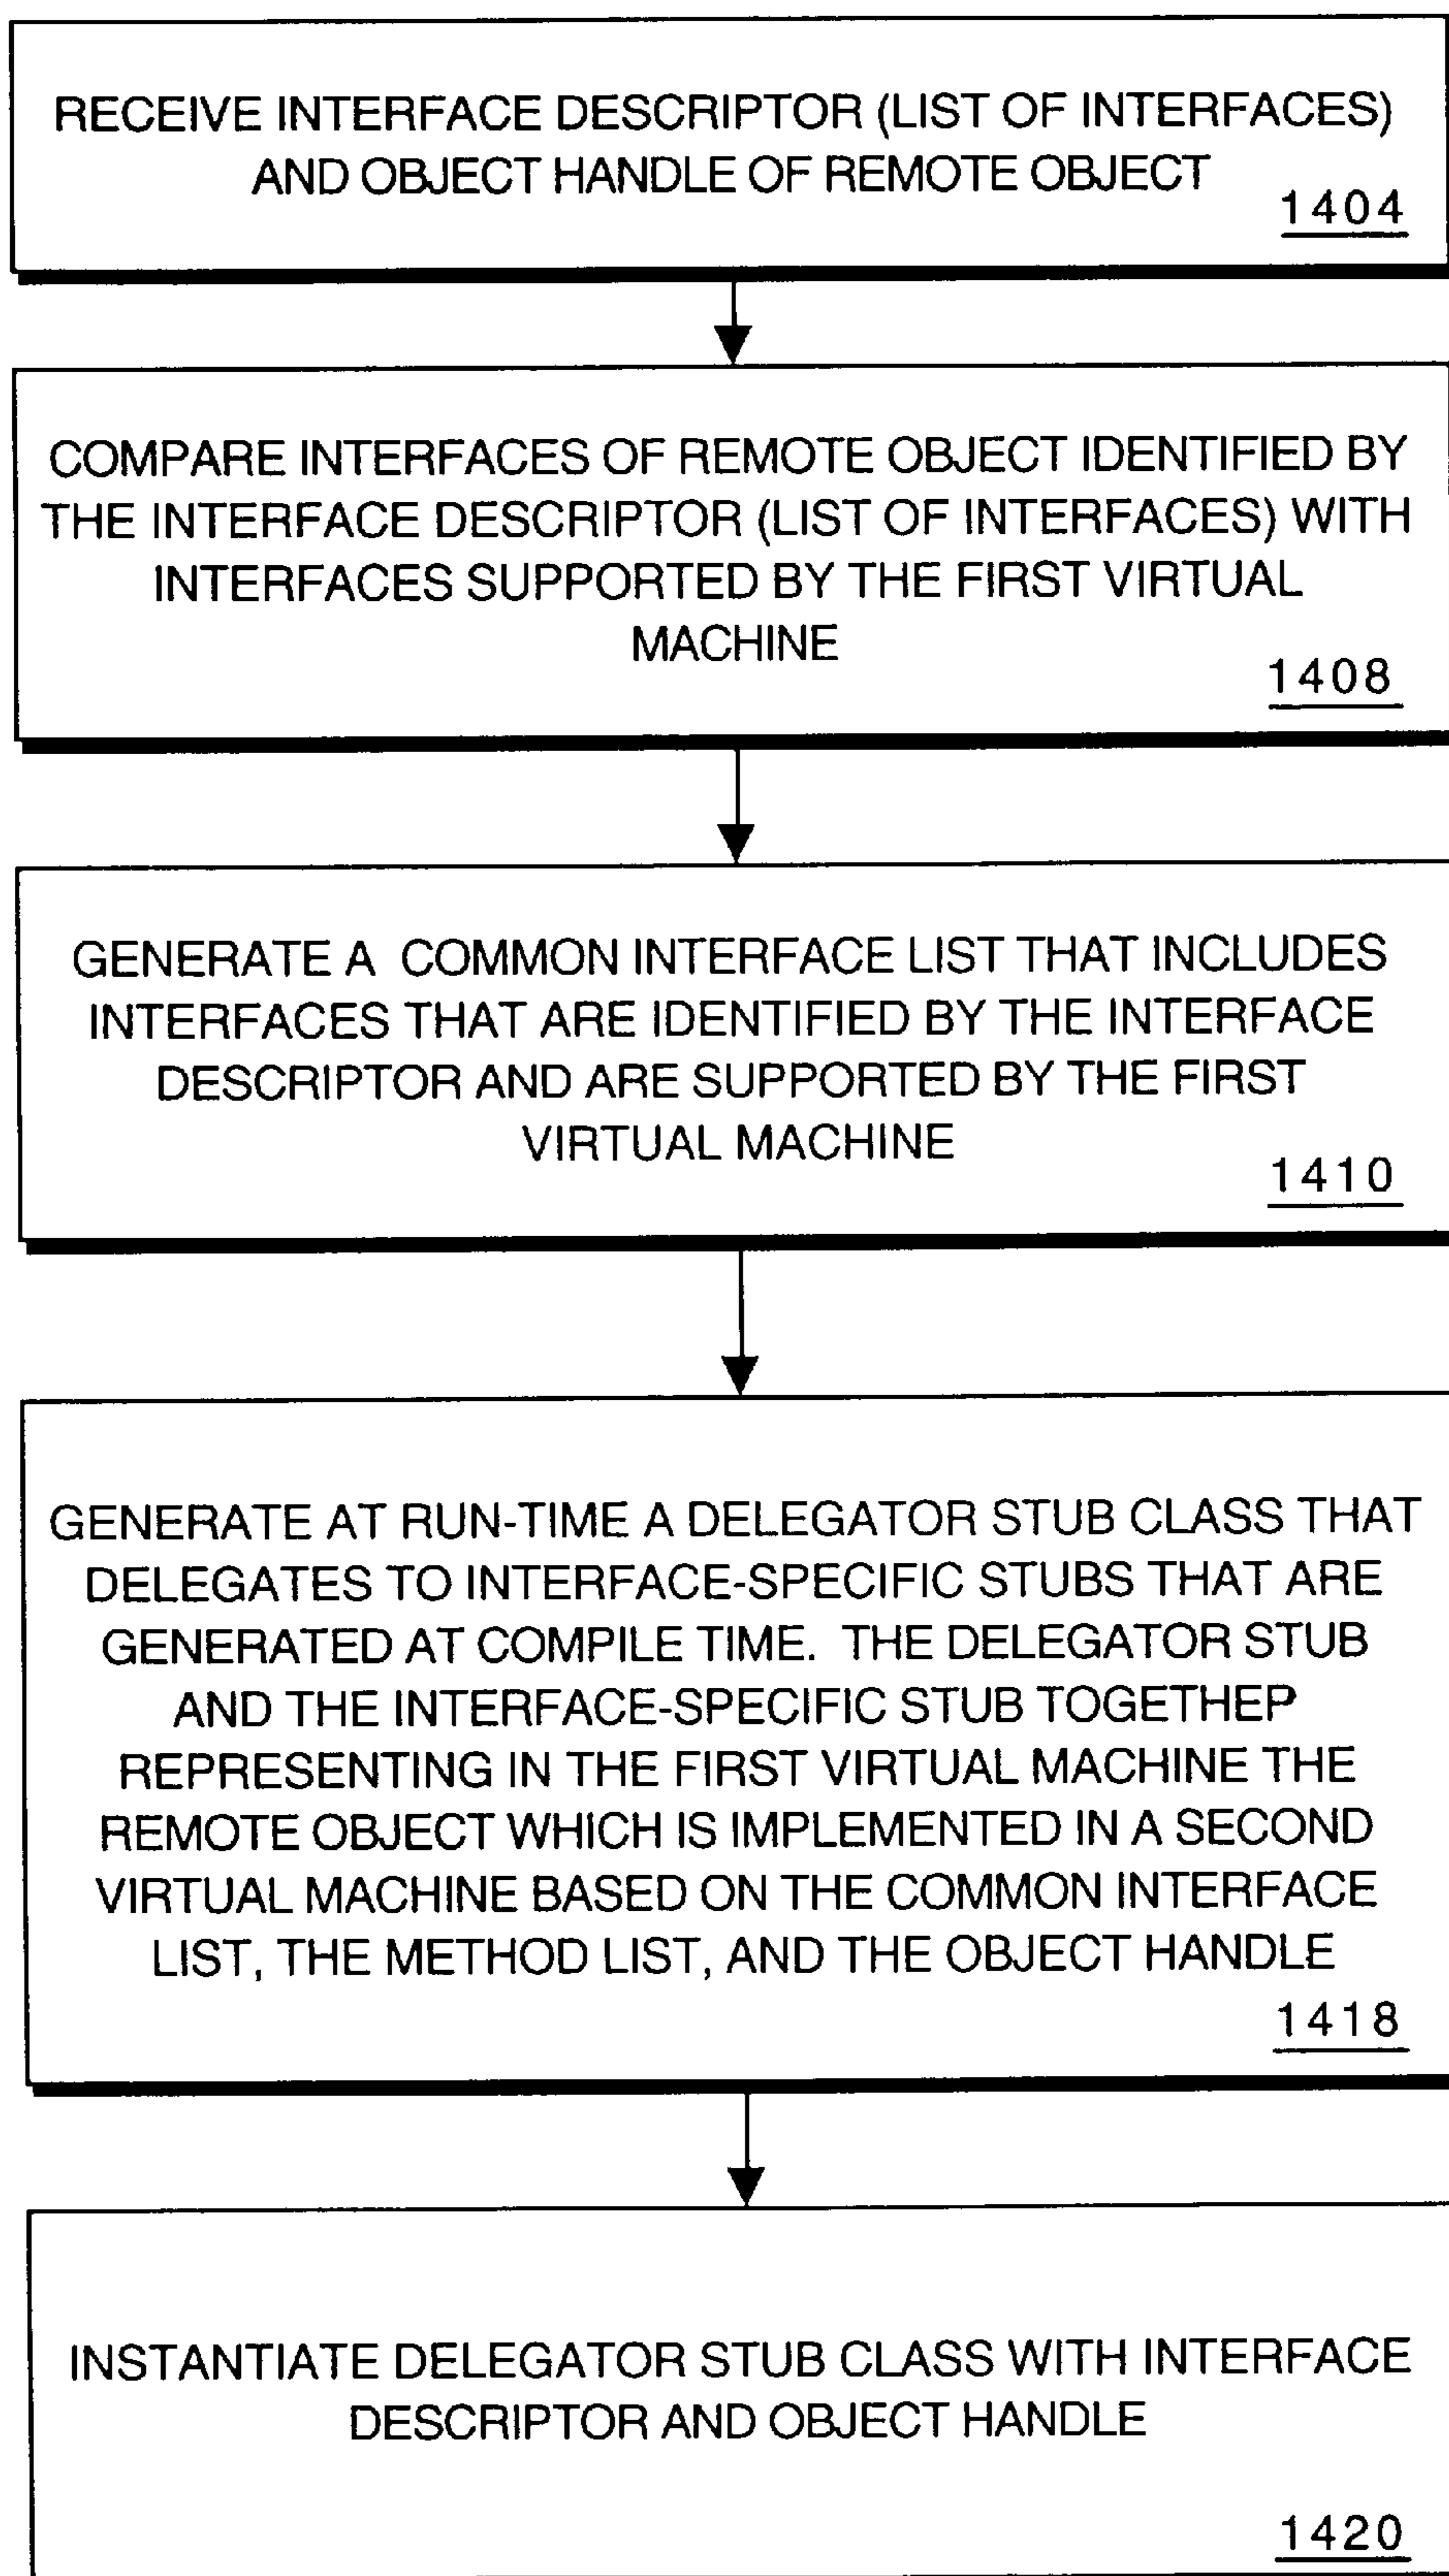 RECEIVE INTERFACE DESCRIPTOR (LIST OF INTERFACES)
AND OBJECT HANDLE OF REMOTE OBJECT
1404
COMPARE INTERFACES OF REMOTE OBJECT IDENTIFIED BY
THE INTERFACE DESCRIPTOR (LIST OF INTERFACES) WITH
INTERFACES SUPPORTED BY THE FIRST VIRTUAL
MACHINE
1408
GENERATE A COMMON INTERFACE LIST THAT INCLUDES
INTERFACES THAT ARE IDENTIFIED BY THE INTERFACE
DESCRIPTOR AND ARE SUPPORTED BY THE FIRST
VIRTUAL MACHINE
1410
GENERATE AT RUN-TIME A DELEGATOR STUB CLASS THAT
DELEGATES TO INTERFACE-SPECIFIC STUBS THAT ARE
GENERATED AT COMPILE TIME. THE DELEGATOR STUB
AND THE INTERFACE-SPECIFIC STUB TOGETHEP
REPRESENTING IN THE FIRST VIRTUAL MACHINE THE
REMOTE OBJECT WHICH IS IMPLEMENTED IN A SECOND
VIRTUAL MACHINE BASED ON THE COMMON INTERFACE
LIST, THE METHOD LIST, AND THE OBJECT HANDLE
1418
INSTANTIATE DELEGATOR STUB CLASS WITH INTERFACE
DESCRIPTOR AND OBJECT HANDLE
1420